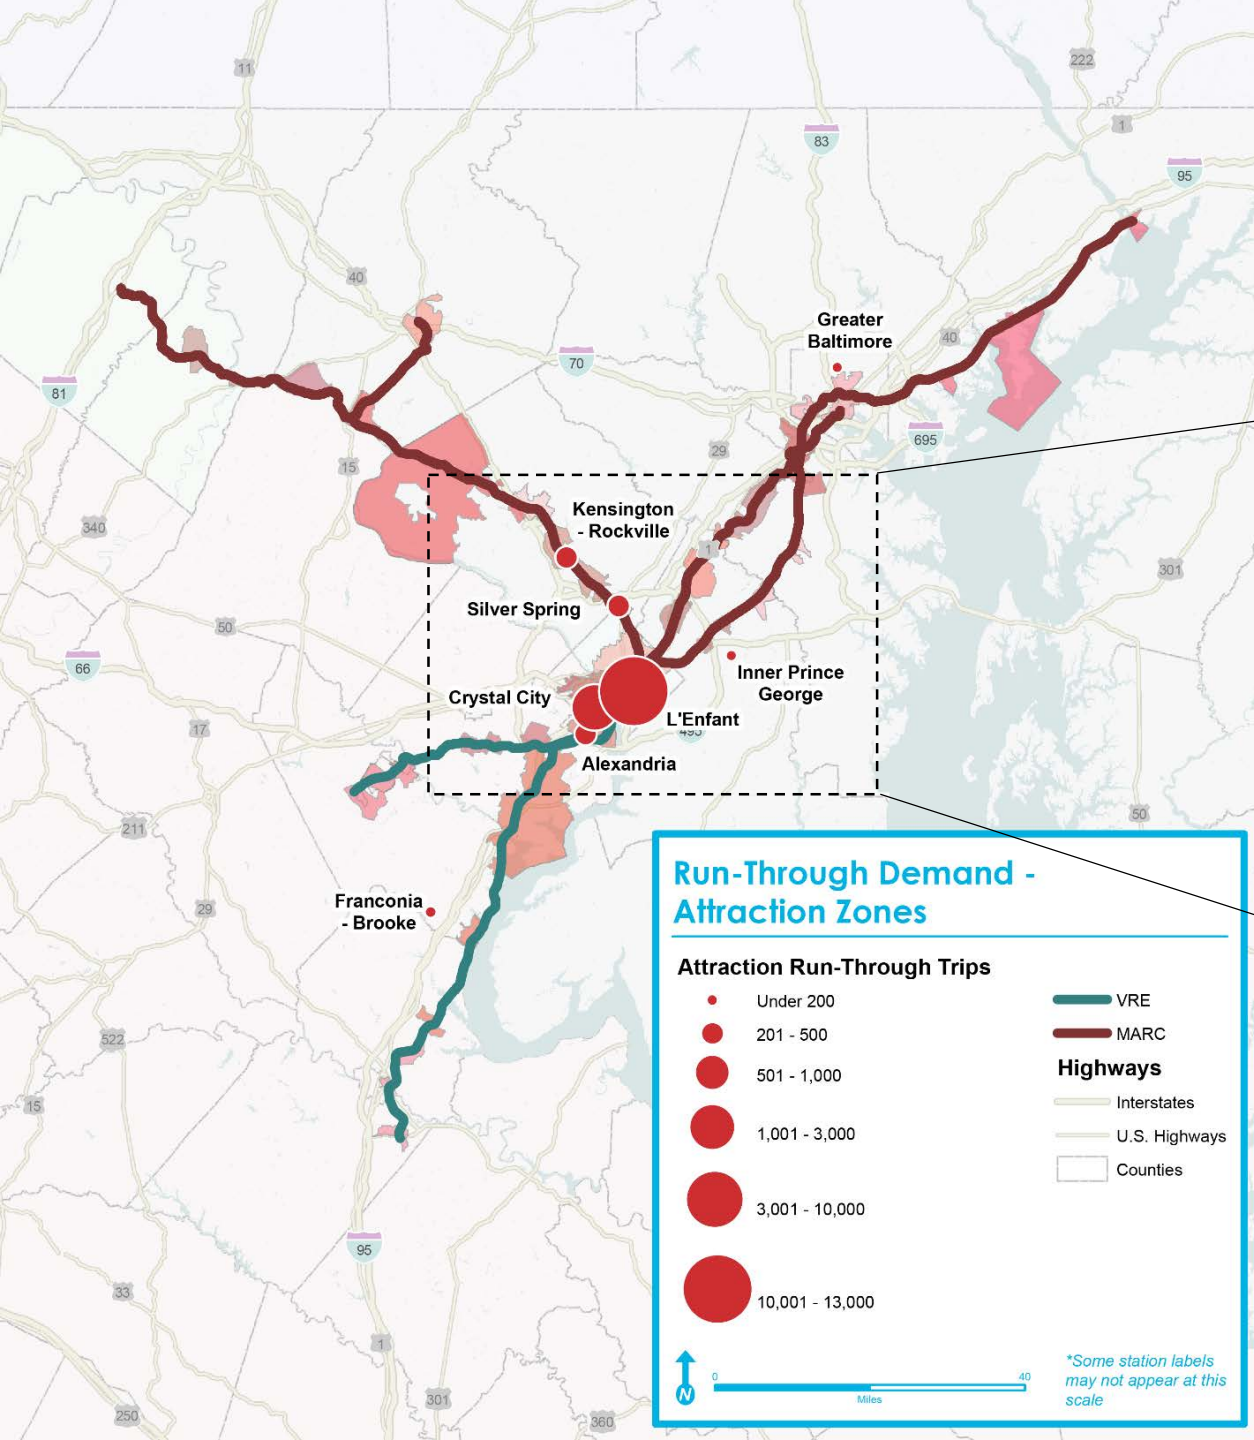 11
222
1
83
95
40
Greater
Baltimore
40
70
81
695
29
15
Kensington
- Rockville
340
1
301
Silver Spring
50
66
Inner Prince
George
Crystal City
L'Enfant
17
495
Alexandria
50
211
Run-Through Demand -
Attraction Zones
Franconia
- Brooke
29
Attraction Run-Through Trips
Under 200
VRE
201 - 500
MARC
522
501 - 1,000
Highways
15
Interstates
1,001 - 3,000
U.S. Highways
Counties
3,001 - 10,000
95
33
10,001 - 13,000
1
*Some station labels
may not appear at this
scale
N
0
40
Miles
301
250
360